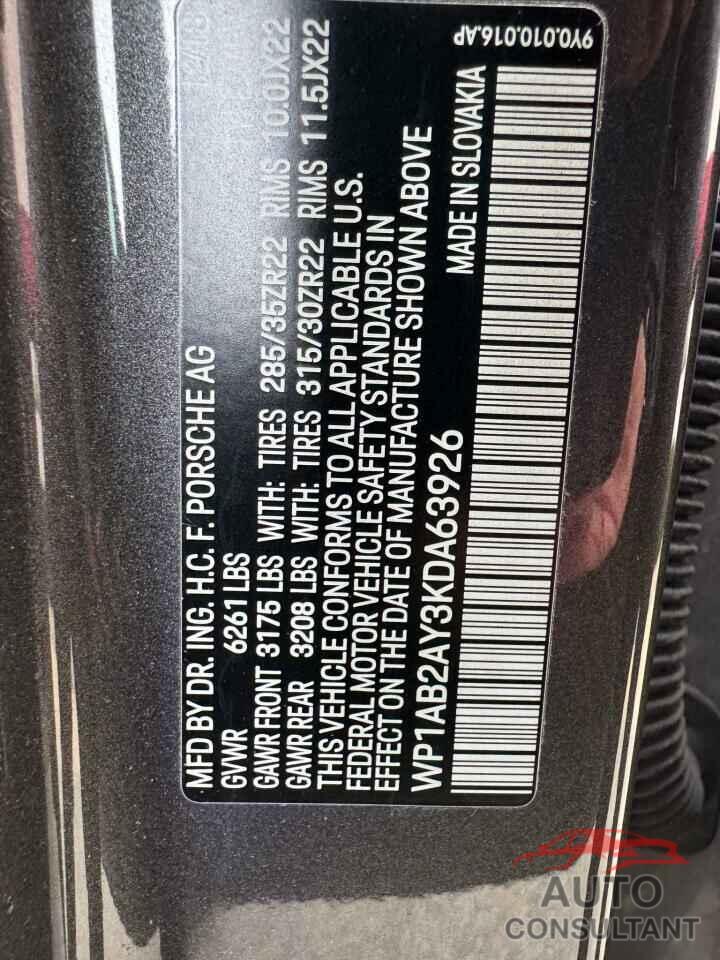 MFD BY DR. ING. H.C. F. PORSCHE AG 12/18
GVWR 6261 LBS
GAWR FRONT 3175 LBS WITH: TIRES 285/35ZR22 RIMS 10.0JX22
GAWR REAR 3208 LBS WITH: TIRES 315/30ZR22 RIMS 11.5JX22
THIS VEHICLE CONFORMS TO ALL APPLICABLE U.S.
FEDERAL MOTOR VEHICLE SAFETY STANDARDS IN
EFFECT ON THE DATE OF MANUFACTURE SHOWN ABOVE
WP1AB2AY3KDA63926 MADE IN SLOVAKIA
9Y0.010.016.AP
AUTO
CONSULTANT